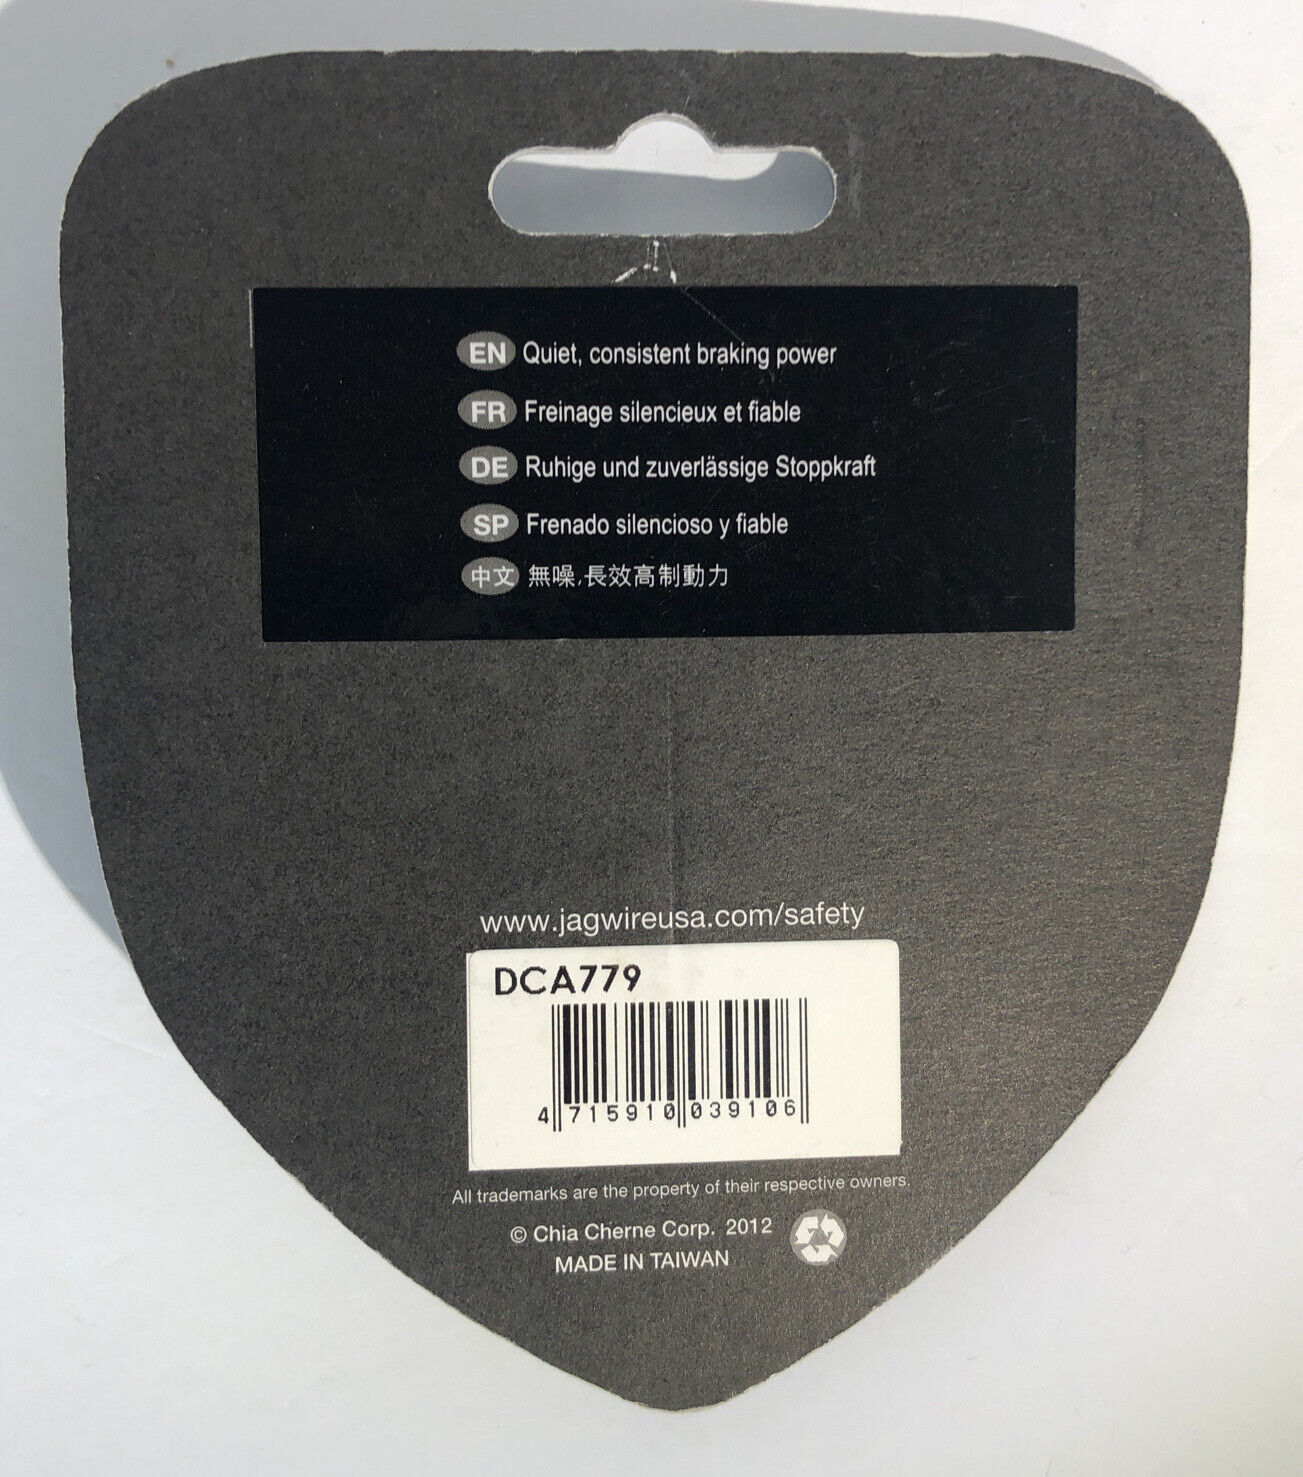 EN Quiet, consistent braking power
FR Freinage silencieux et fiable
DE Ruhige und zuverlässige Stoppkraft
SP Frenado silencioso y fiable
中文 無噪,長效高制動力
www.jagwireusa.com/safety
DCA779
4 715910 039106
All trademarks are the property of their respective owners.
© Chia Cherne Corp. 2012
MADE IN TAIWAN